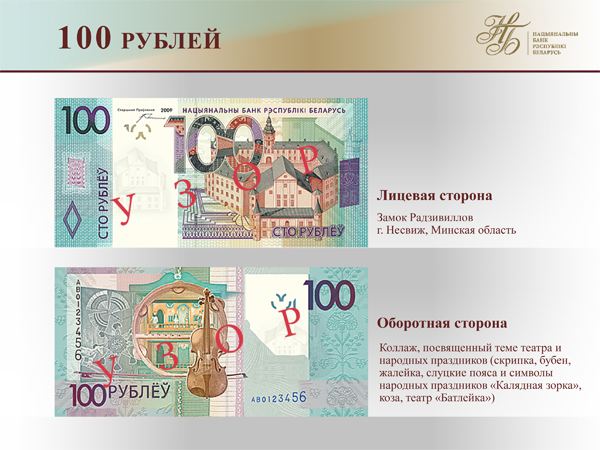 100 РУБЛЕЙ
НАЦЫЯНАЛЬНЫ
БАНК
РЭСПУБЛІКІ
БЕЛАРУСЬ
100
2009
НАЦЫЯНАЛЬНЫ БАНК РЭСПУБЛІКІ БЕЛАРУСЬ
100
УЗОР
СТО РУБЛЁЎ
СТО РУБЛЁЎ
Лицевая сторона
Замок Радзивиллов
г. Несвиж, Минская область
АВ0123456
100
УЗОР
100 РУБЛЁЎ
АВ0123456
Оборотная сторона
Коллаж, посвященный теме театра и
народных праздников (скрипка, бубен,
жалейка, слуцкие пояса и символы
народных праздников «Калядная зорка»,
коза, театр «Батлейка»)